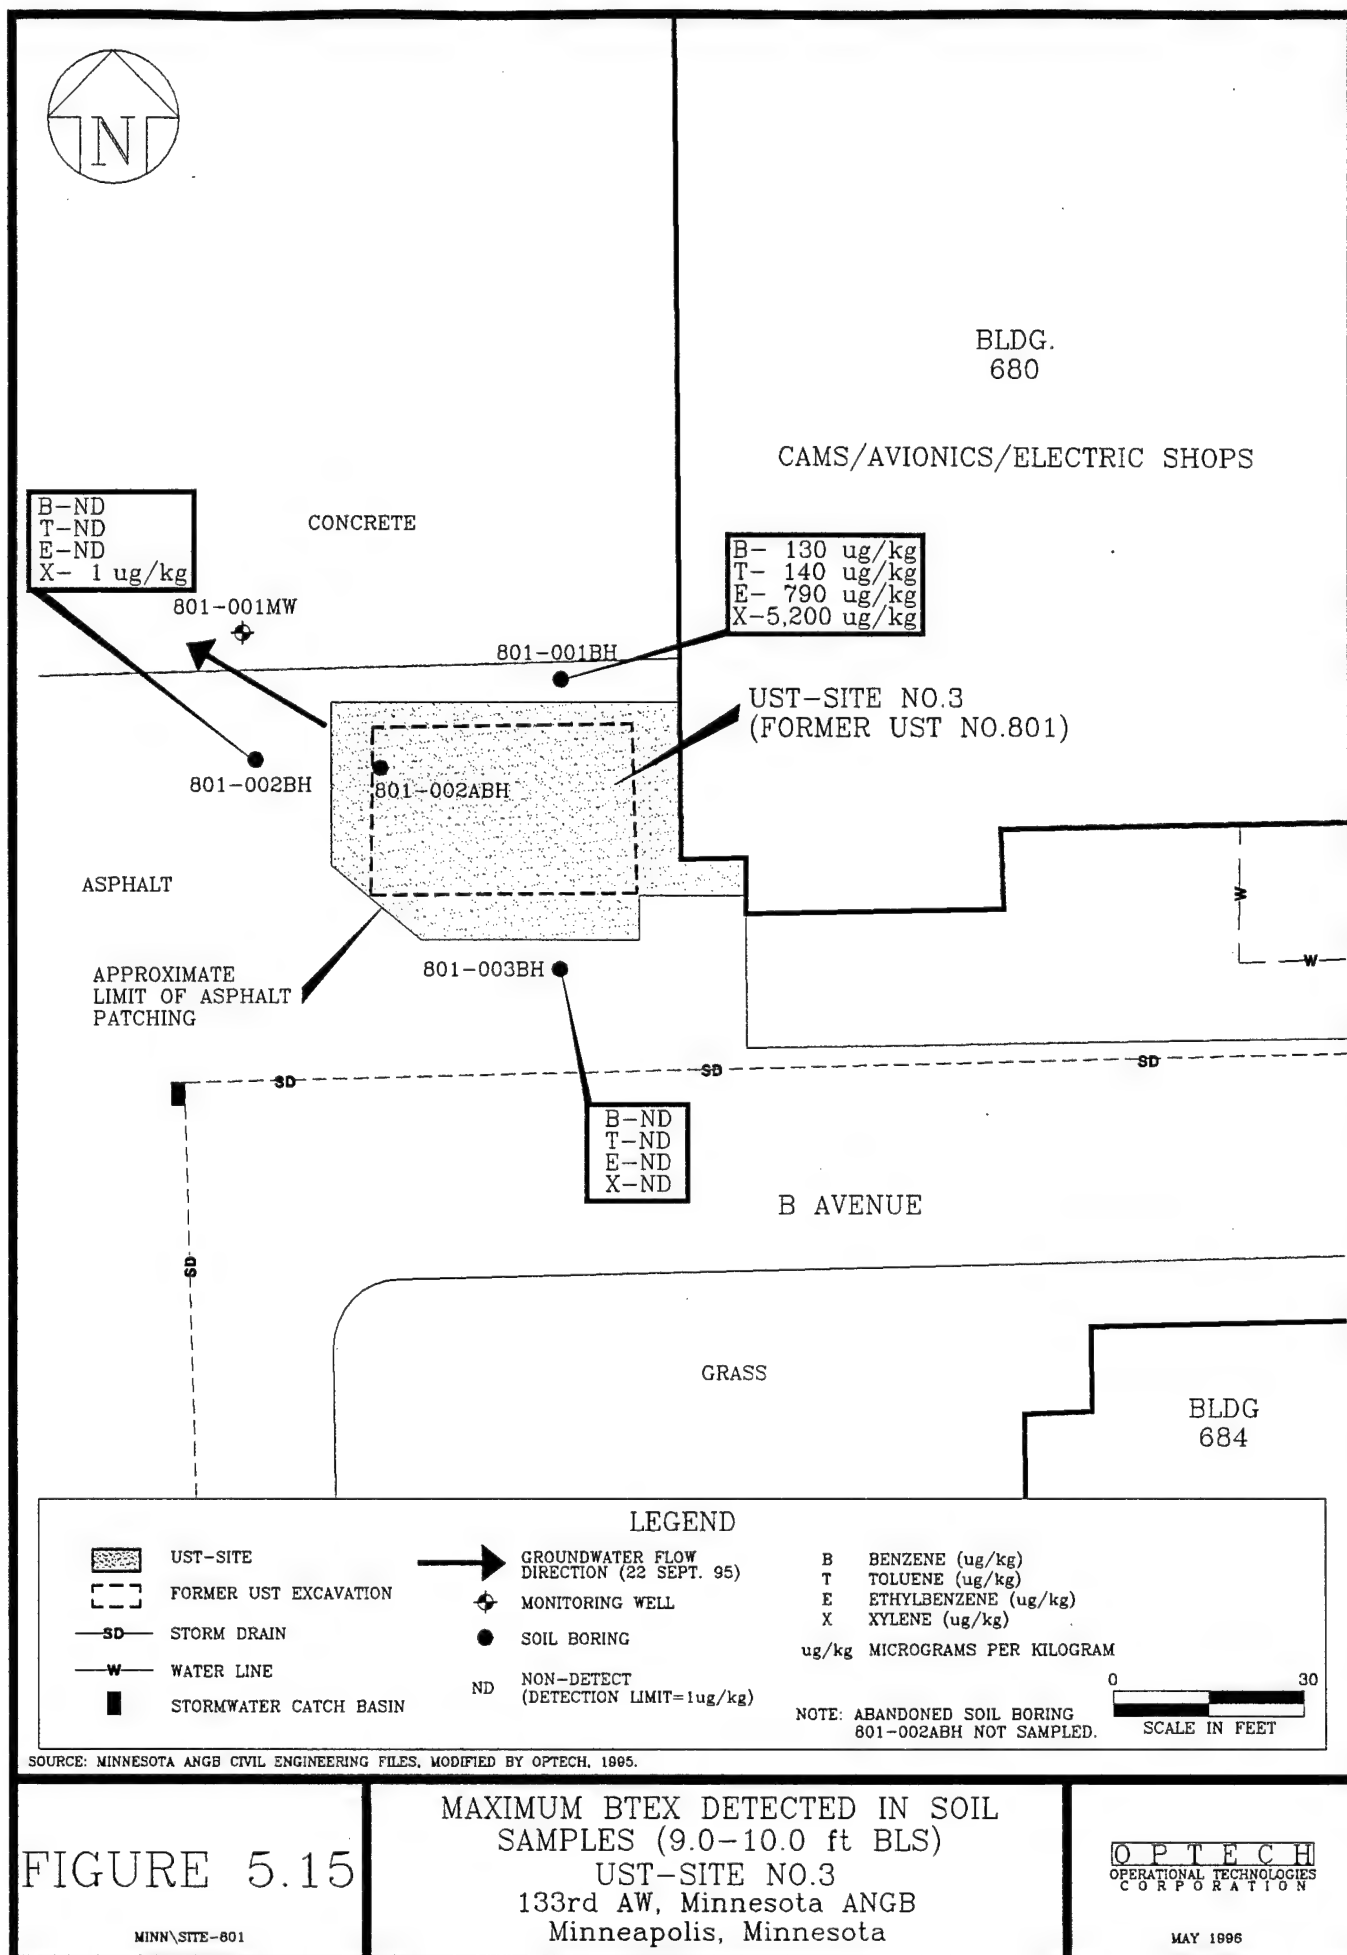 N
BLDG.
680
CAMS/AVIONICS/ELECTRIC SHOPS
B-ND
T-ND
E-ND
X- 1 ug/kg
CONCRETE
B- 130 ug/kg
T- 140 ug/kg
E- 790 ug/kg
X-5,200 ug/kg
801-001MW
801-001BH
UST-SITE NO.3
(FORMER UST NO.801)
801-002BH
801-002ABH
ASPHALT
W
W
801-003BH
APPROXIMATE
LIMIT OF ASPHALT
PATCHING
SD
SD
SD
B-ND
T-ND
E-ND
X-ND
B AVENUE
SD
GRASS
BLDG
684
LEGEND
UST-SITE
FORMER UST EXCAVATION
SD STORM DRAIN
W WATER LINE
STORMWATER CATCH BASIN
GROUNDWATER FLOW
DIRECTION (22 SEPT. 95)
MONITORING WELL
SOIL BORING
ND NON-DETECT
(DETECTION LIMIT=1ug/kg)
B BENZENE (ug/kg)
T TOLUENE (ug/kg)
E ETHYLBENZENE (ug/kg)
X XYLENE (ug/kg)
ug/kg MICROGRAMS PER KILOGRAM
NOTE: ABANDONED SOIL BORING
801-002ABH NOT SAMPLED.
0 30
SCALE IN FEET
SOURCE: MINNESOTA ANGB CIVIL ENGINEERING FILES, MODIFIED BY OPTECH, 1995.
FIGURE 5.15
MINN\SITE-801
MAXIMUM BTEX DETECTED IN SOIL
SAMPLES (9.0-10.0 ft BLS)
UST-SITE NO.3
133rd AW, Minnesota ANGB
Minneapolis, Minnesota
OPTECH
OPERATIONAL TECHNOLOGIES
CORPORATION
MAY 1996